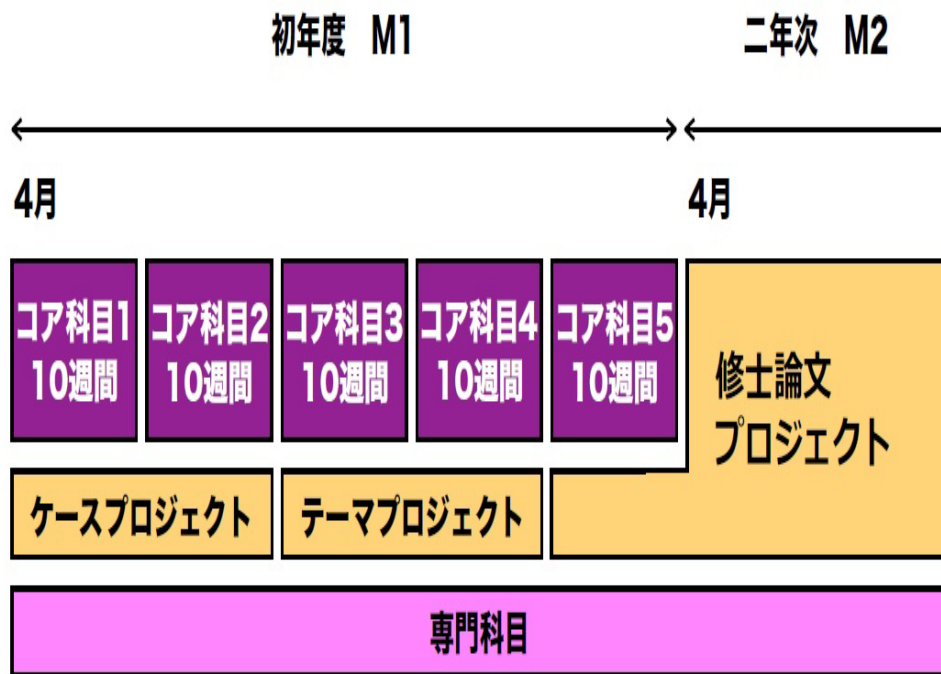 初年度 M1
二年次 M2
4月
4月
コア科目1
10週間
コア科目2
10週間
コア科目3
10週間
コア科目4
10週間
コア科目5
10週間
修士論文
プロジェクト
ケースプロジェクト
テーマプロジェクト
専門科目